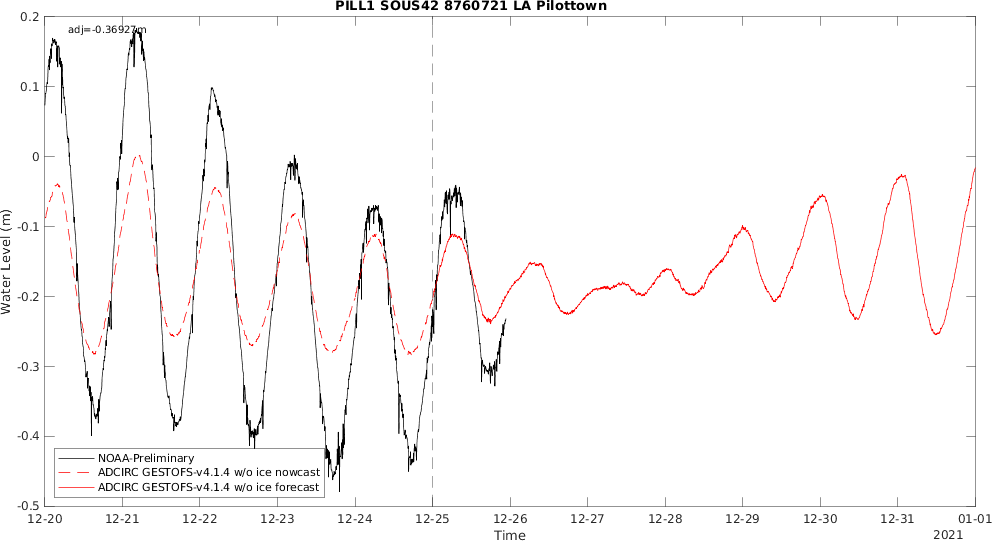 PILL1 SOUS42 8760721 LA Pilottown
adj=-0.36927m
0.2
0.1
0
-0.1
-0.2
-0.3
-0.4
-0.5
Water Level (m)
NOAA-Preliminary
ADCIRC GESTOFS-v4.1.4 w/o ice nowcast
ADCIRC GESTOFS-v4.1.4 w/o ice forecast
12-20 12-21 12-22 12-23 12-24 12-25 12-26 12-27 12-28 12-29 12-30 12-31 01-01
Time
2021